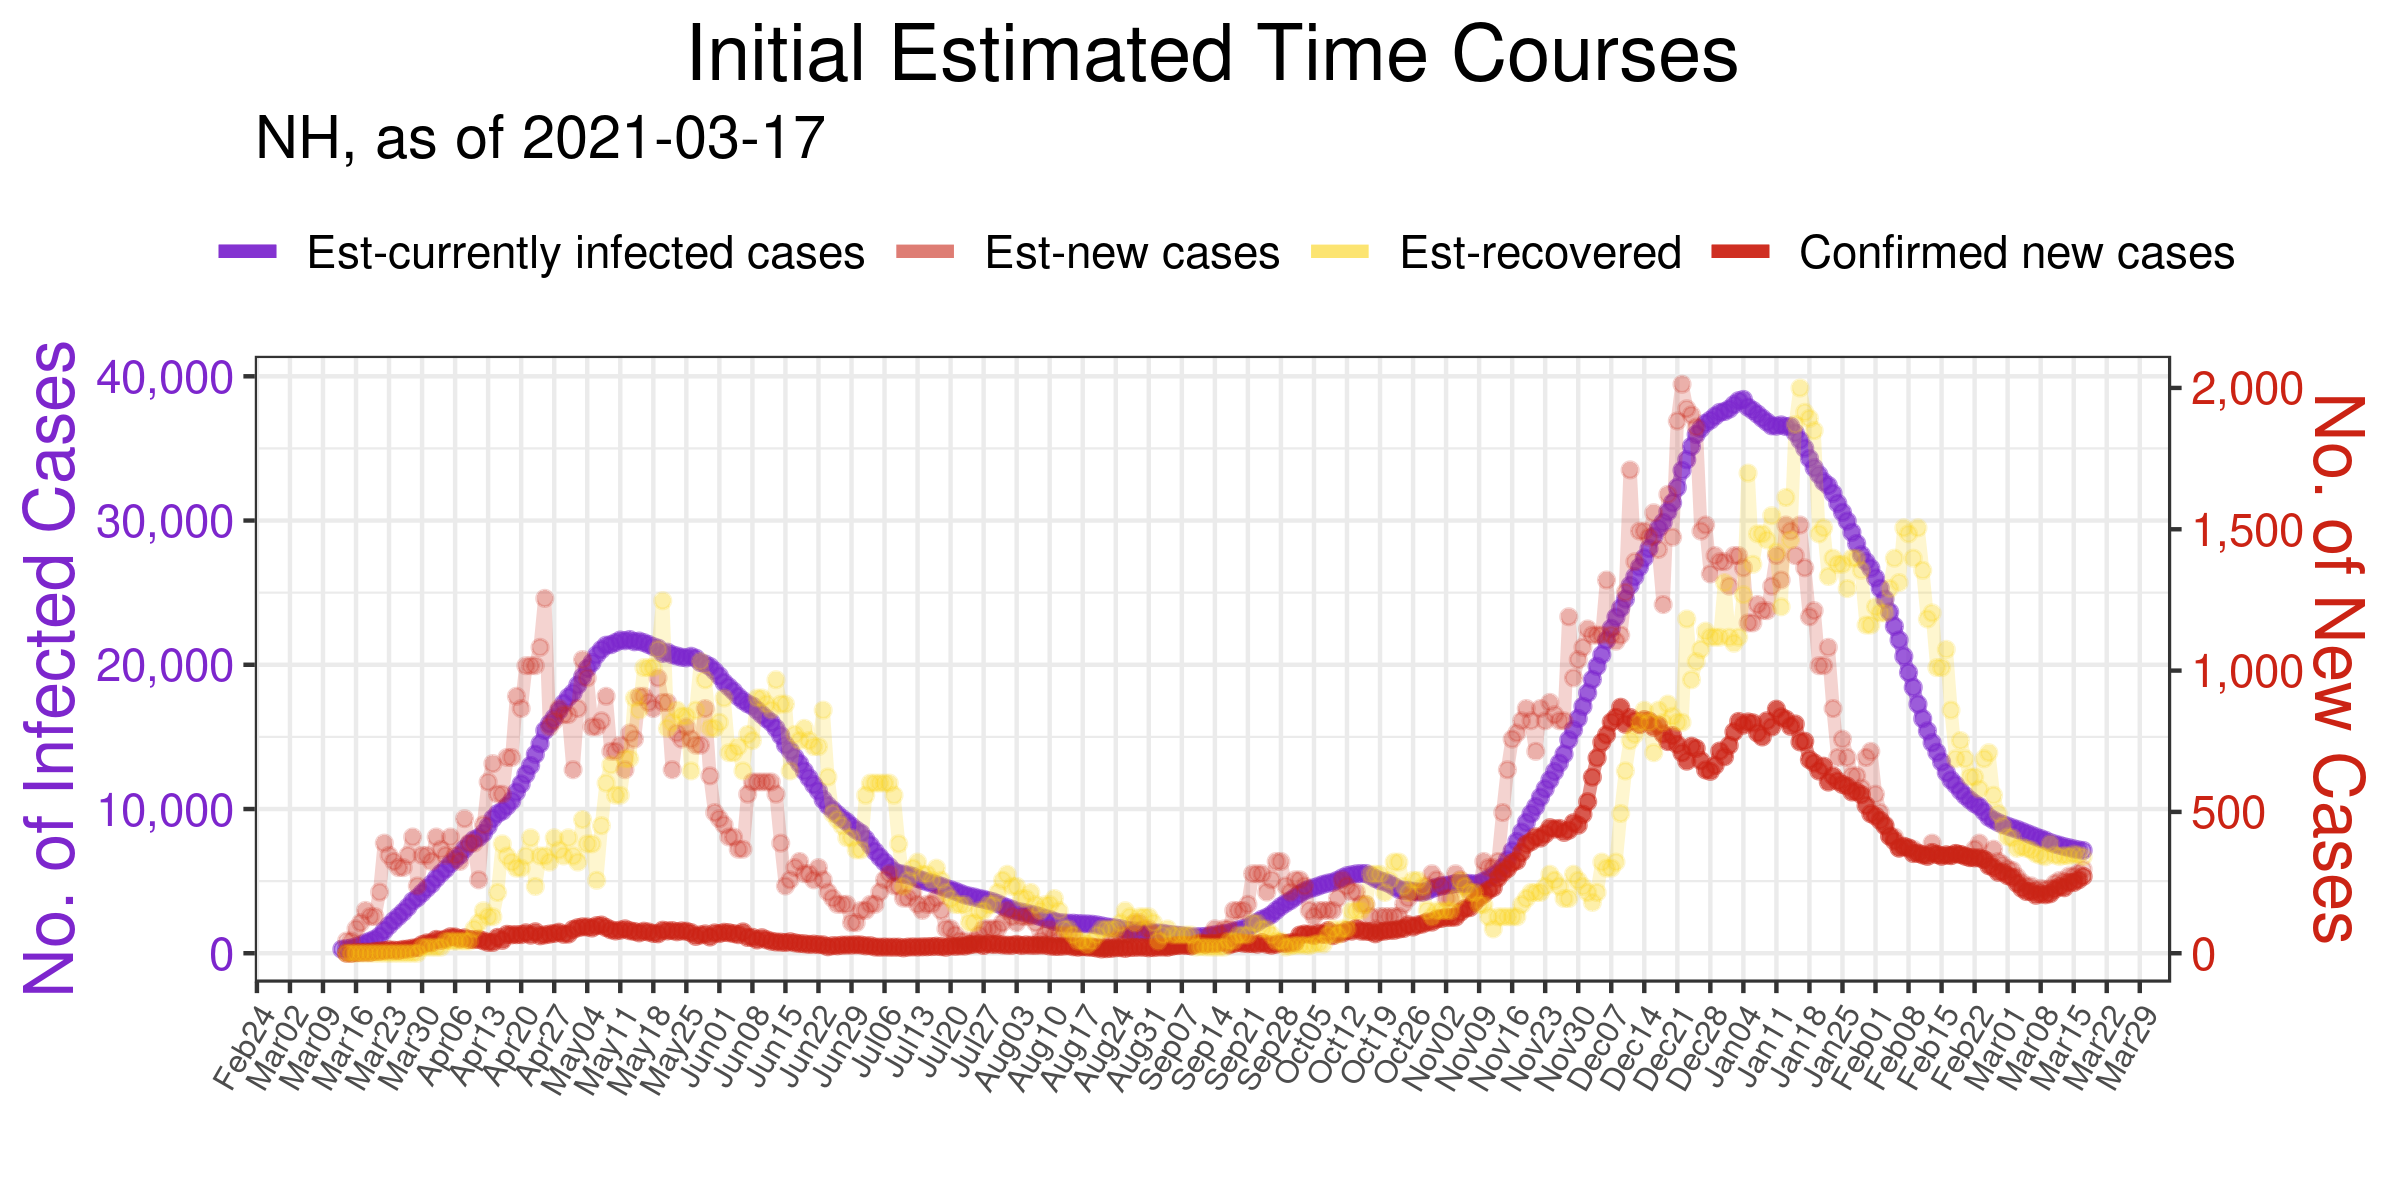 Initial Estimated Time Courses
NH, as of 2021-03-17
Est-currently infected cases
Est-new cases
Est-recovered
Confirmed new cases
No. of Infected Cases
40,000
30,000
20,000
10,000
0
2,000
1,500
1,000
500
0
No. of New Cases
Feb24
Mar02
Mar09
Mar16
Mar23
Mar30
Apr06
Apr13
Apr20
Apr27
May04
May11
May18
May25
Jun01
Jun08
Jun15
Jun22
Jun29
Jul06
Jul13
Jul20
Jul27
Aug03
Aug10
Aug17
Aug24
Aug31
Sep07
Sep14
Sep21
Sep28
Oct05
Oct12
Oct19
Oct26
Nov02
Nov09
Nov16
Nov23
Nov30
Dec07
Dec14
Dec21
Dec28
Jan04
Jan11
Jan18
Jan25
Feb01
Feb08
Feb15
Feb22
Mar01
Mar08
Mar15
Mar22
Mar29